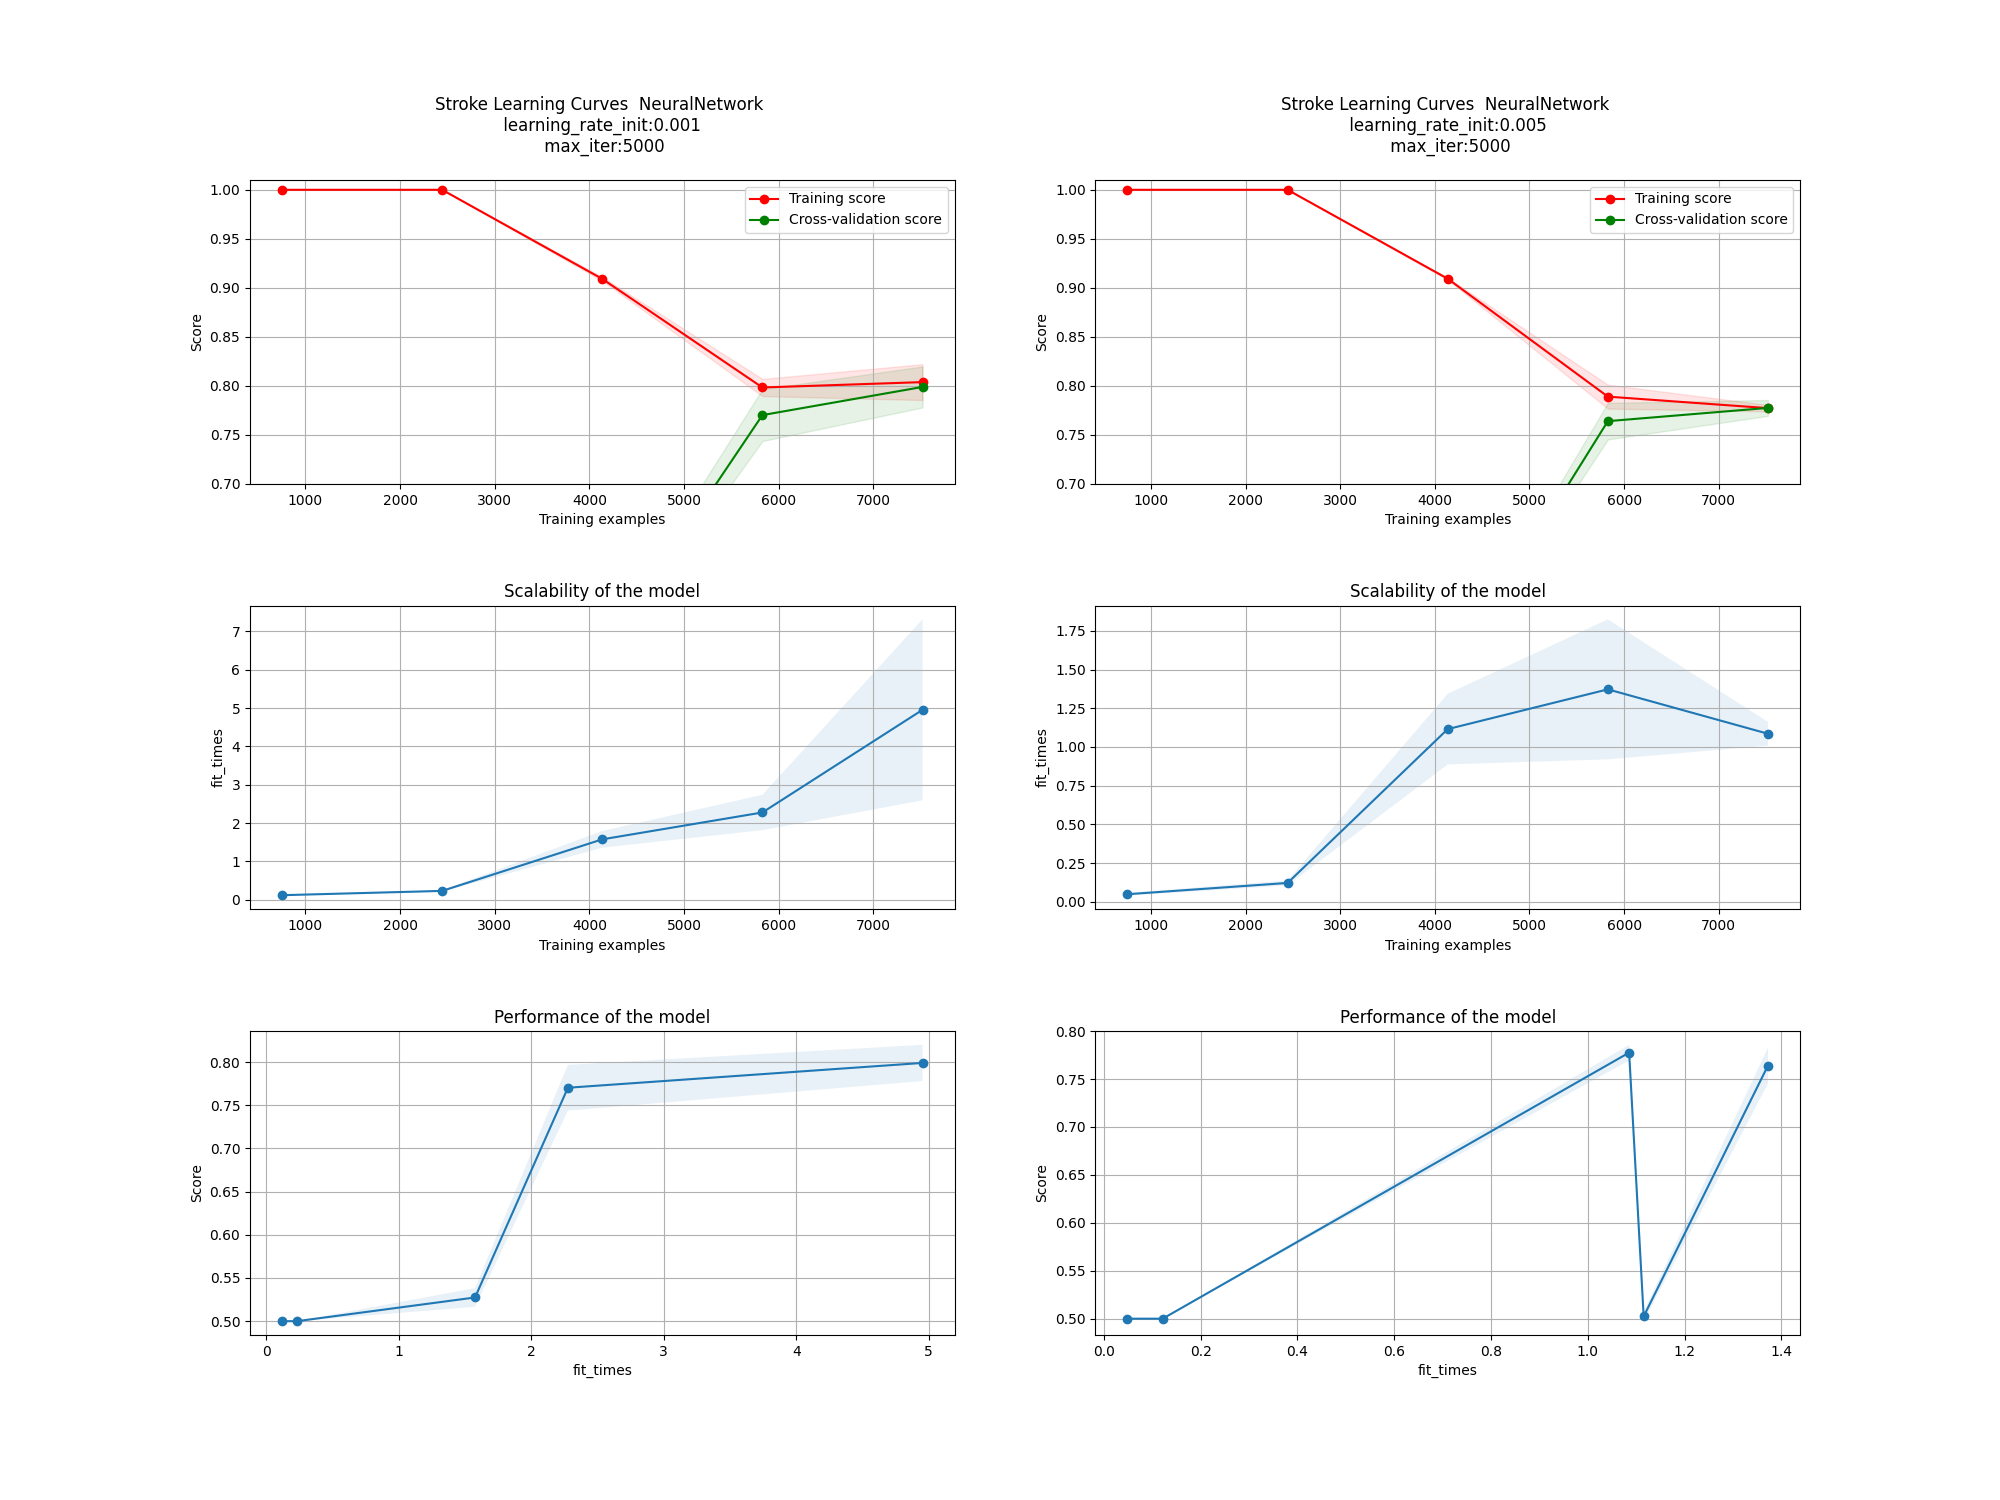 Stroke Learning Curves  NeuralNetwork
learning_rate_init:0.001
max_iter:5000
1.00
0.95
0.90
0.85
0.80
0.75
0.70
Score
Training score
Cross-validation score
1000 2000 3000 4000 5000 6000 7000
Training examples
Stroke Learning Curves  NeuralNetwork
learning_rate_init:0.005
max_iter:5000
1.00
0.95
0.90
0.85
0.80
0.75
0.70
Score
Training score
Cross-validation score
1000 2000 3000 4000 5000 6000 7000
Training examples
Scalability of the model
7
6
5
4
3
2
1
0
fit_times
1000 2000 3000 4000 5000 6000 7000
Training examples
Scalability of the model
1.75
1.50
1.25
1.00
0.75
0.50
0.25
0.00
fit_times
1000 2000 3000 4000 5000 6000 7000
Training examples
Performance of the model
0.80
0.75
0.70
0.65
0.60
0.55
0.50
Score
0 1 2 3 4 5
fit_times
Performance of the model
0.80
0.75
0.70
0.65
0.60
0.55
0.50
Score
0.0 0.2 0.4 0.6 0.8 1.0 1.2 1.4
fit_times